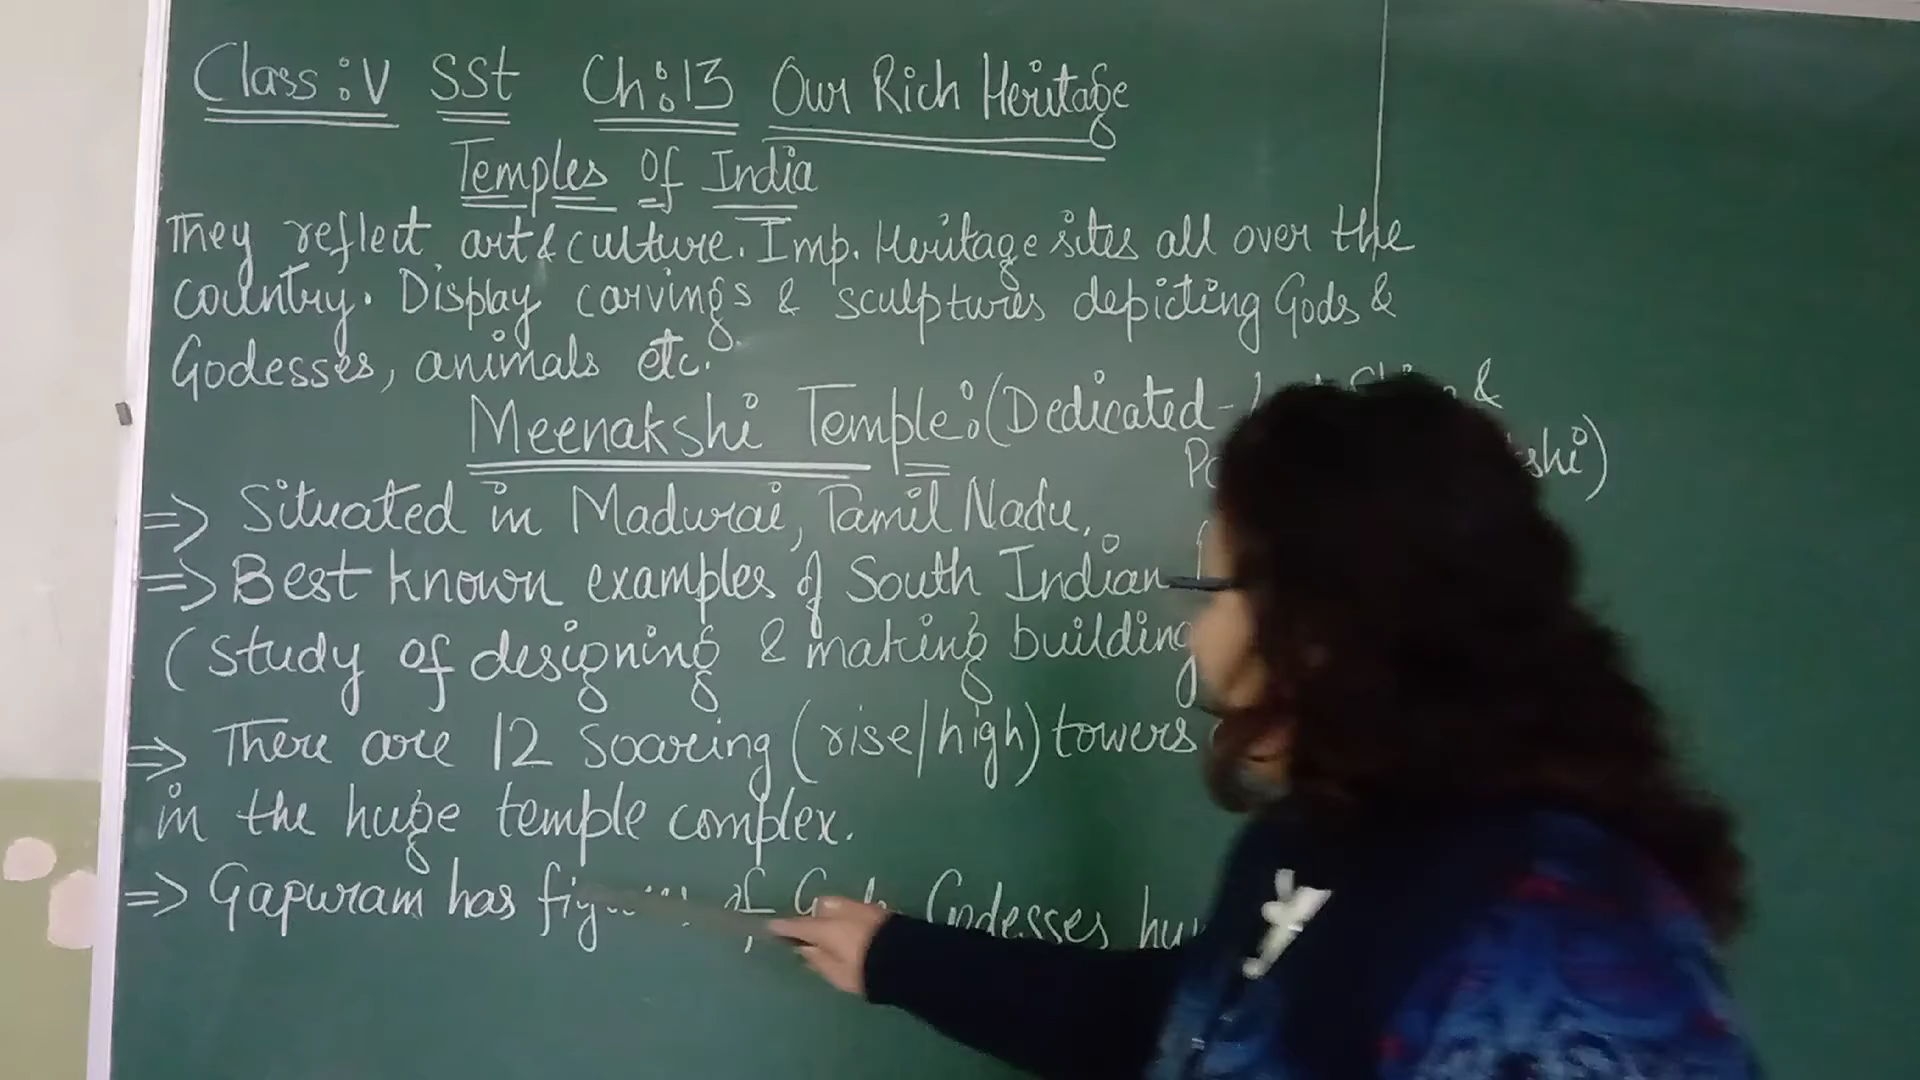 Class:V SSt Ch:13 Our Rich Heritage
Temples of India
They reflect art & culture. Imp. Heritage sites all over the
country. Display carvings & sculptures depicting Gods &
Godesses, animals etc.
Meenakshi Temple:(Dedicated- &
=> Situated in Madurai, Tamil Nadu.
=> Best known examples of South Indian
(study of designing & making building
=> There are 12 Soaring (rise/high) towers
in the huge temple complex.
=> Gapuram has of Godesses